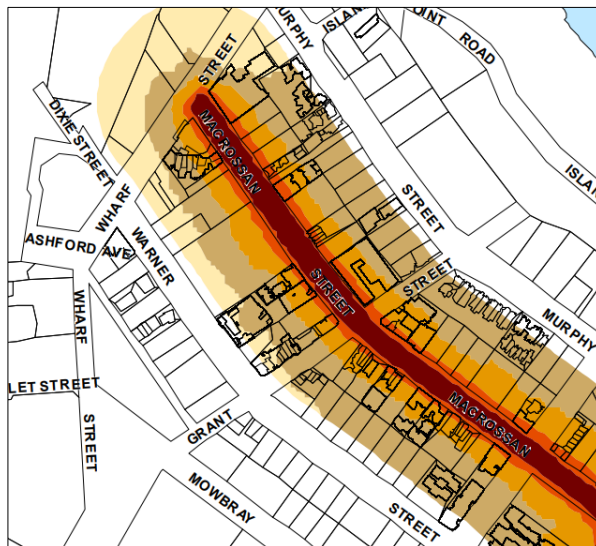 MURPHY
ISLAND
POINT ROAD
STREET
DIXIE STREET
MACROSSAN
ISLA
WHARF
STREET
ASHFORD AVE
WARNER
STREET
STREET
WHARF
MURPHY
LET STREET
MACROSSAN
STREET
GRANT
MOWBRAY
STREET